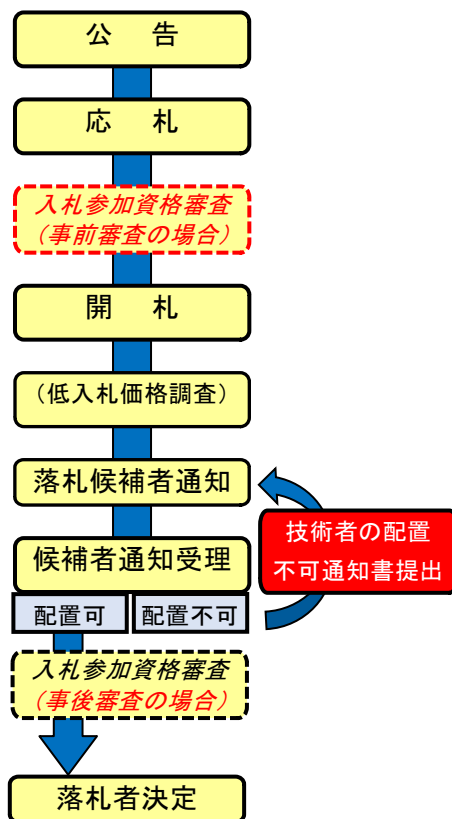 公　告
応　札
入札参加資格審査
（事前審査の場合）
開　札
（低入札価格調査）
落札候補者通知
技術者の配置
不可通知書提出
候補者通知受理
配置可
配置不可
入札参加資格審査
（事後審査の場合）
落札者決定